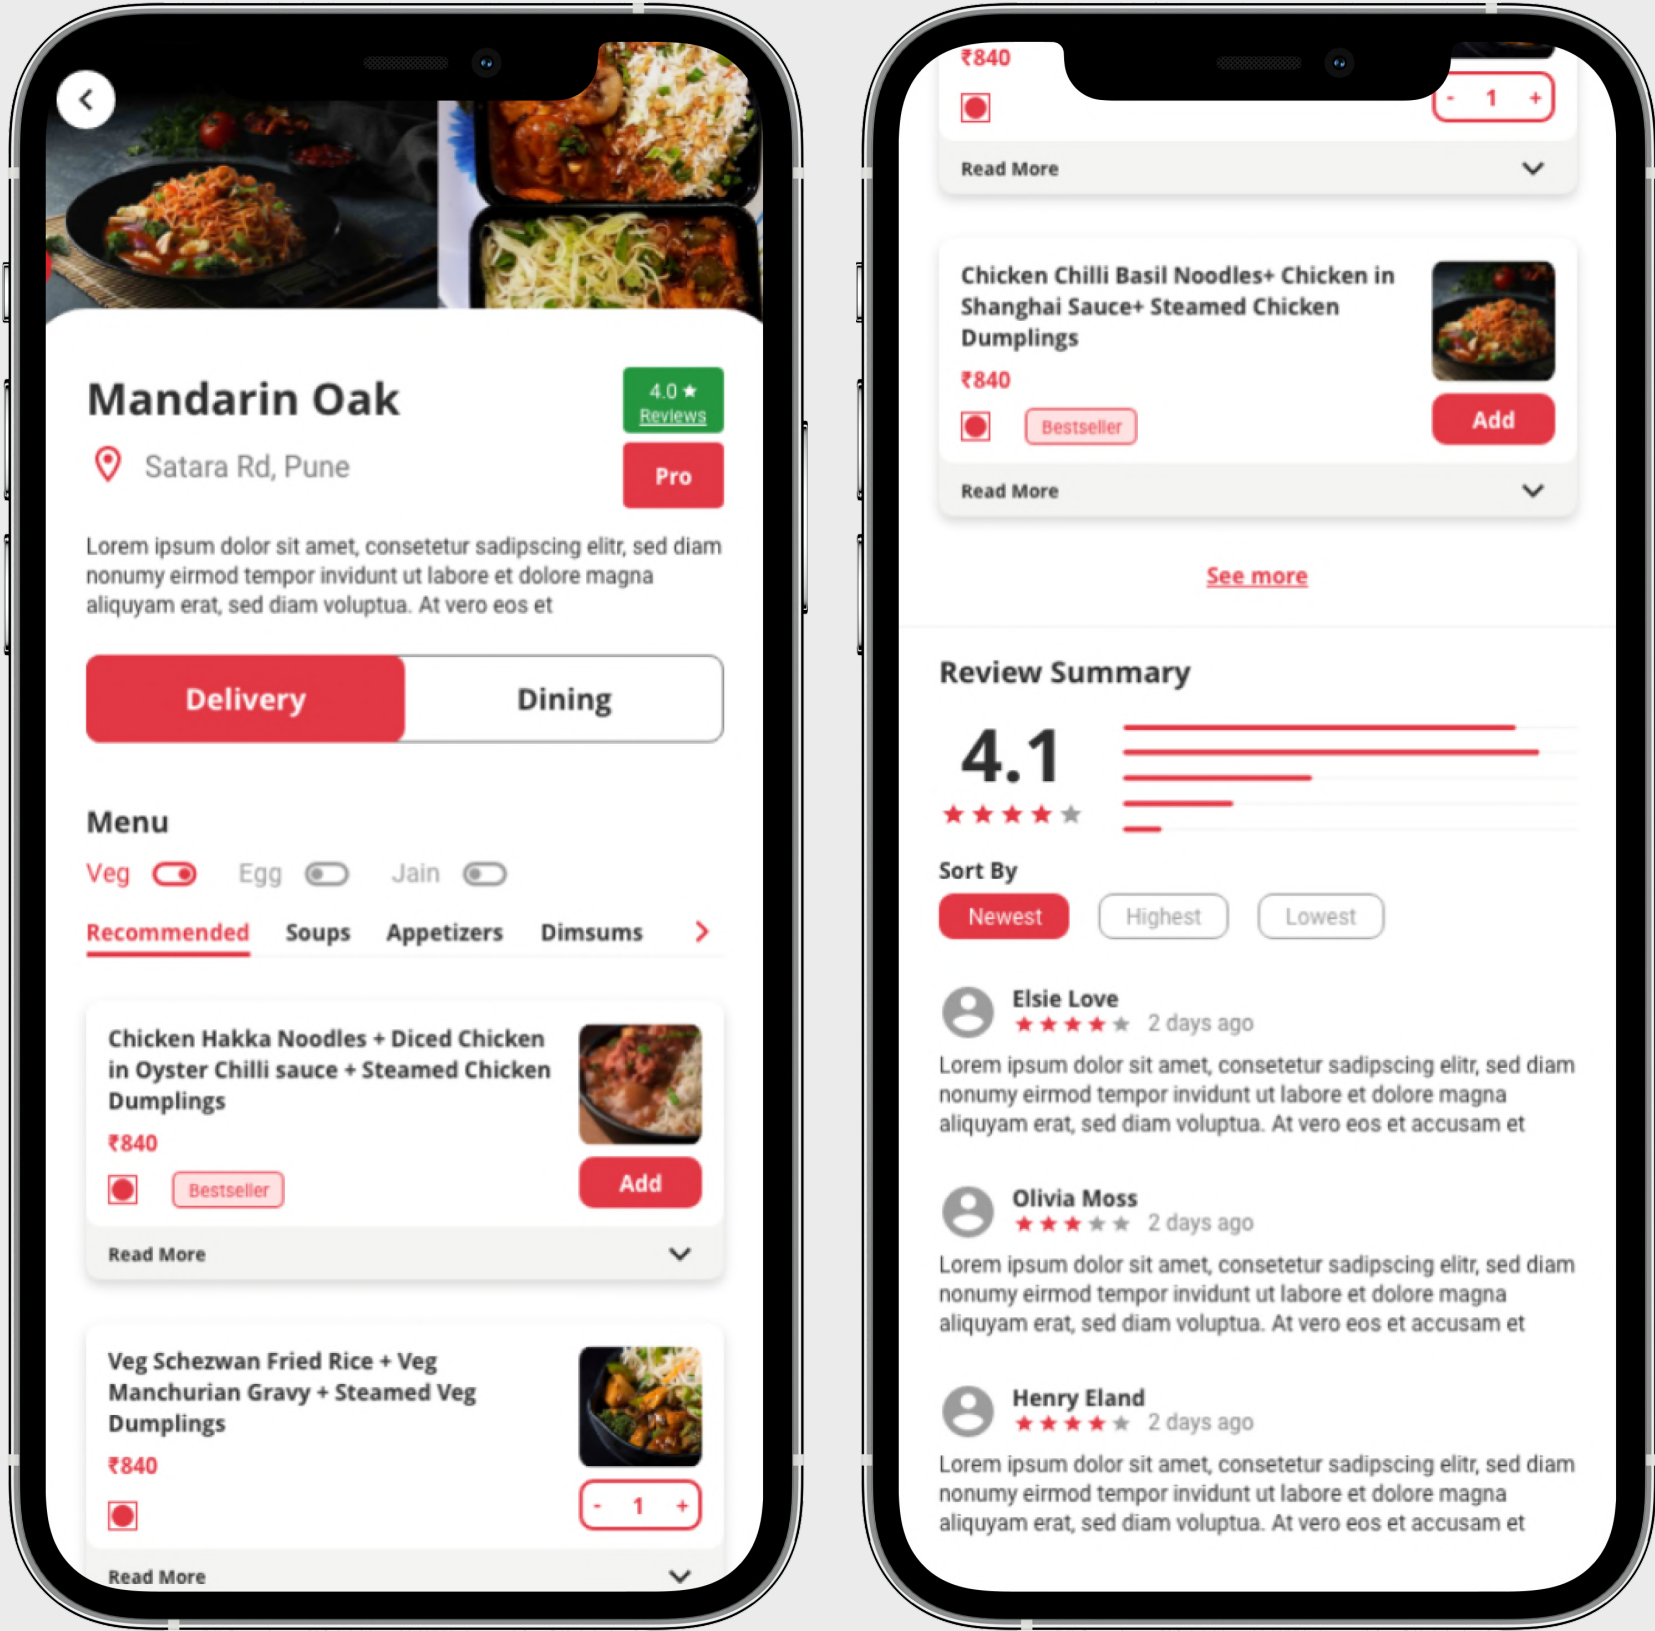 Mandarin Oak
4.0 ★
Reviews
Satara Rd, Pune
Pro
Lorem ipsum dolor sit amet, consetetur sadipscing elitr, sed diam
nonumy eirmod tempor invidunt ut labore et dolore magna
aliquyam erat, sed diam voluptua. At vero eos et
Delivery
Dining
Menu
Veg
Egg
Jain
Recommended
Soups
Appetizers
Dimsums
Chicken Hakka Noodles + Diced Chicken
in Oyster Chilli sauce + Steamed Chicken
Dumplings
₹840
Bestseller
Add
Read More
Veg Schezwan Fried Rice + Veg
Manchurian Gravy + Steamed Veg
Dumplings
₹840
- 1 +
Read More
₹840
- 1 +
Read More
Chicken Chilli Basil Noodles+ Chicken in
Shanghai Sauce+ Steamed Chicken
Dumplings
₹840
Bestseller
Add
Read More
See more
Review Summary
4.1
Sort By
Newest
Highest
Lowest
Elsie Love
2 days ago
Lorem ipsum dolor sit amet, consetetur sadipscing elitr, sed diam
nonumy eirmod tempor invidunt ut labore et dolore magna
aliquyam erat, sed diam voluptua. At vero eos et accusam et
Olivia Moss
2 days ago
Lorem ipsum dolor sit amet, consetetur sadipscing elitr, sed diam
nonumy eirmod tempor invidunt ut labore et dolore magna
aliquyam erat, sed diam voluptua. At vero eos et accusam et
Henry Eland
2 days ago
Lorem ipsum dolor sit amet, consetetur sadipscing elitr, sed diam
nonumy eirmod tempor invidunt ut labore et dolore magna
aliquyam erat, sed diam voluptua. At vero eos et accusam et